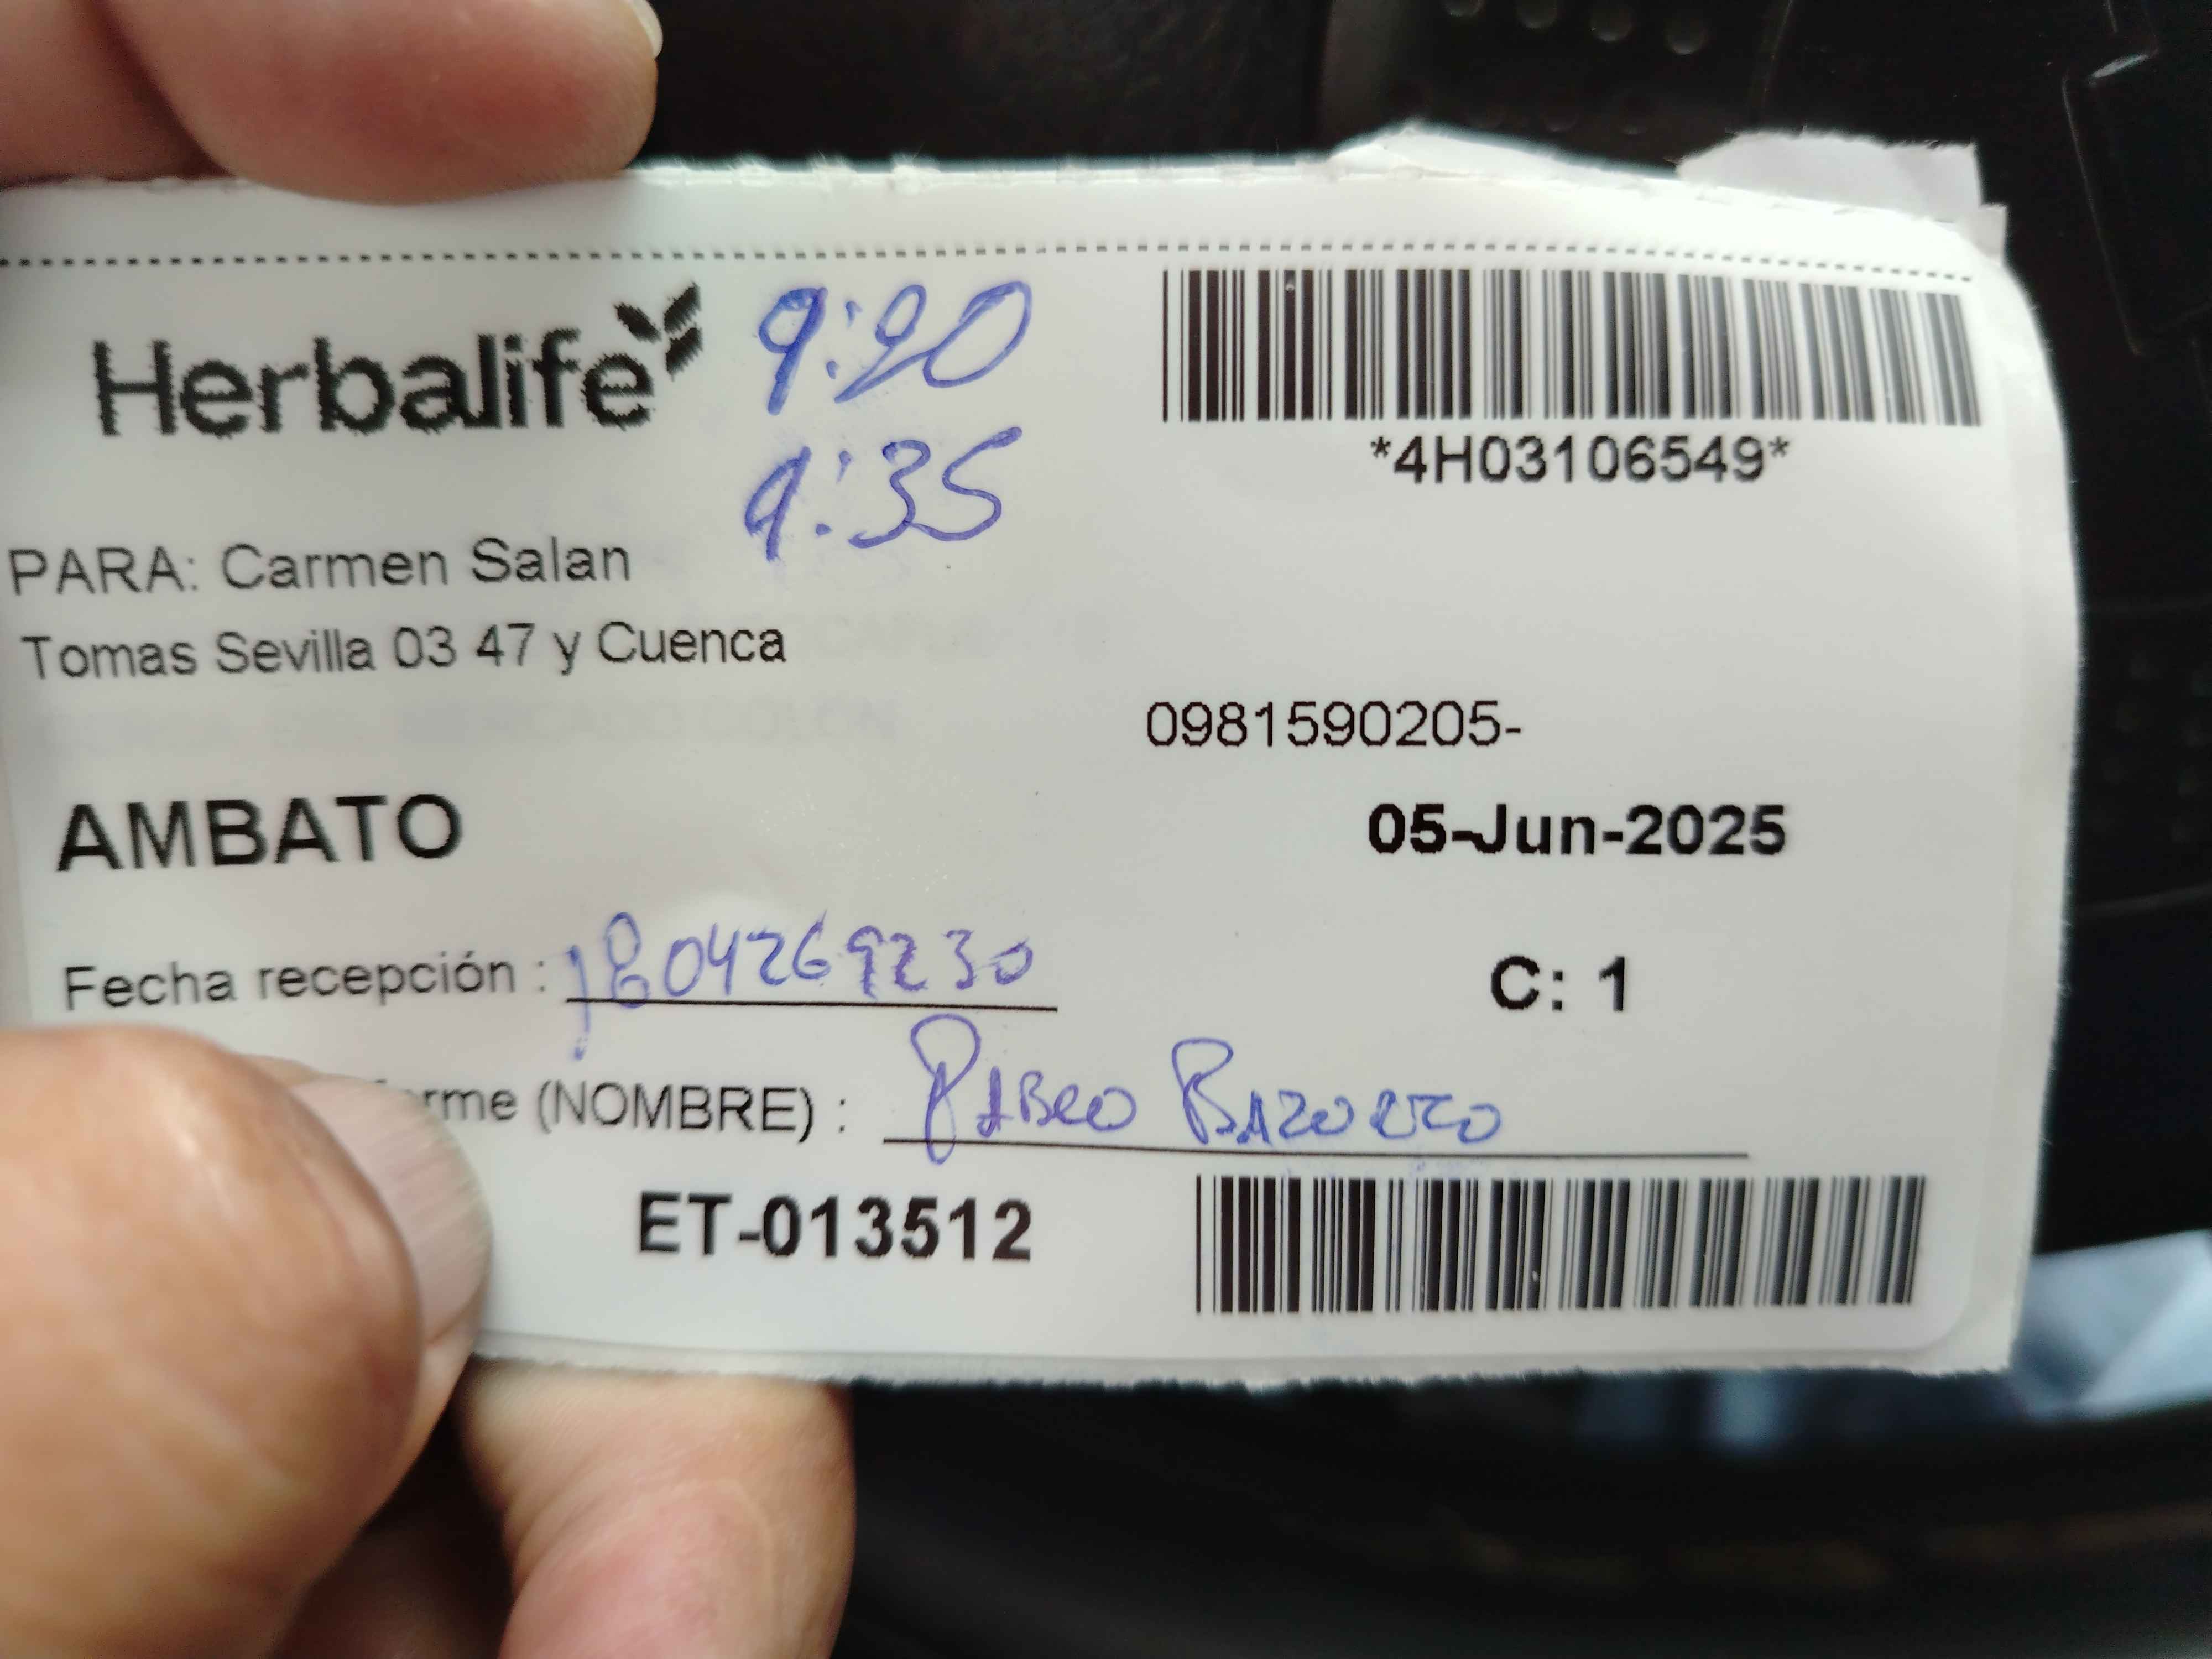 Herbalife
9:20
9:35
*4H03106549*
PARA: Carmen Salan
Tomas Sevilla 03 47 y Cuenca
0981590205-
AMBATO
05-Jun-2025
Fecha recepción : 1804269230
C: 1
rme (NOMBRE) : PABLO
ET-013512